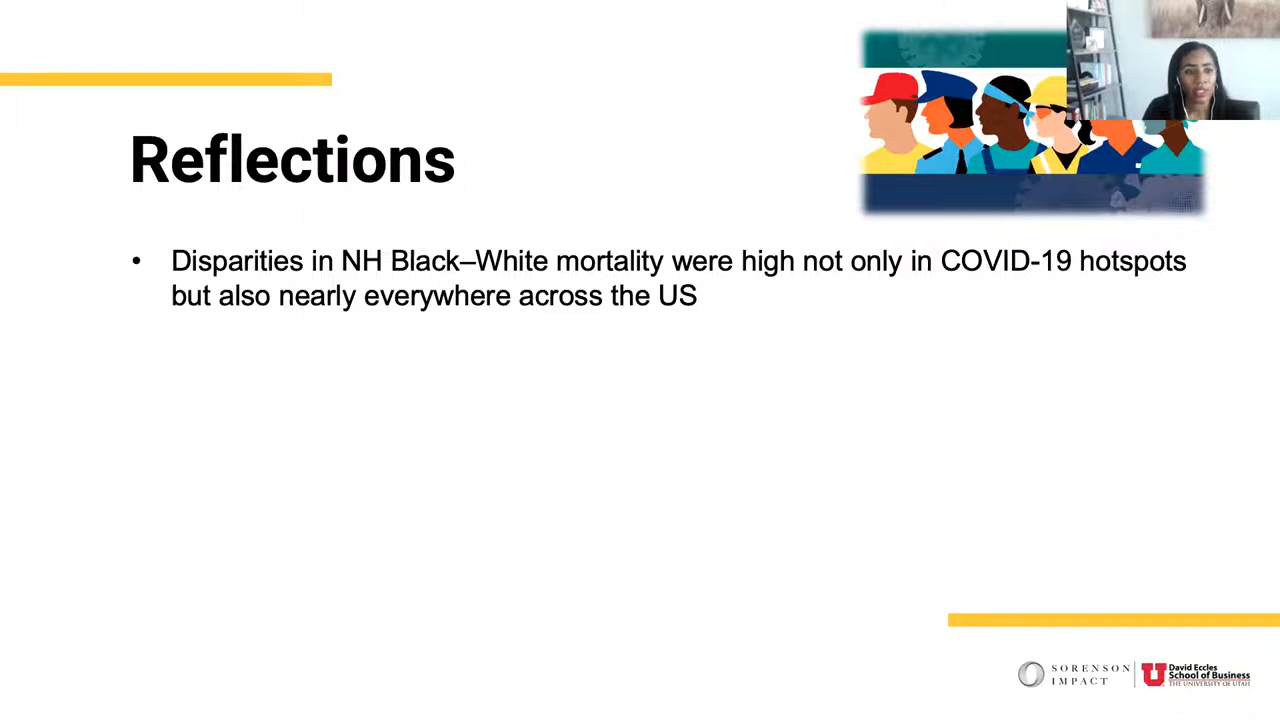 Reflections
• Disparities in NH Black–White mortality were high not only in COVID-19 hotspots
but also nearly everywhere across the US
SORENSON
IMPACT
David Eccles
School of Business
THE UNIVERSITY OF UTAH